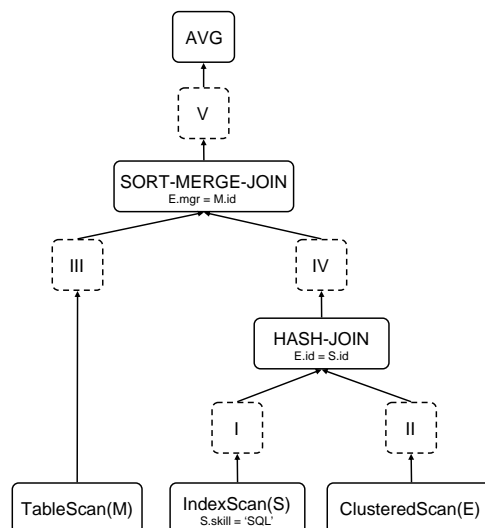 AVG
V
SORT-MERGE-JOIN
E.mgr = M.id
III
IV
HASH-JOIN
E.id = S.id
I
II
TableScan(M)
IndexScan(S)
S.skill = ‘SQL’
ClusteredScan(E)